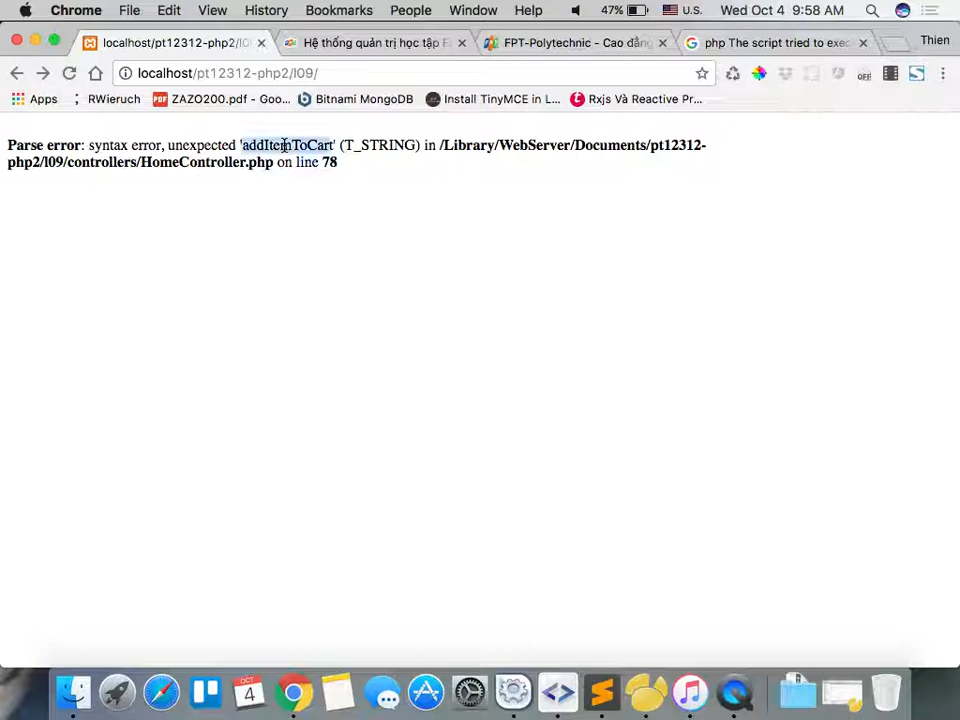 Chrome File Edit View History Bookmarks People Window Help 47% U.S. Wed Oct 4 9:58 AM
localhost/pt12312-php2/l09 Hệ thống quản trị học tập F FPT-Polytechnic - Cao đẳng php The script tried to exec Thien
localhost/pt12312-php2/l09/ OFF
Apps RWieruch ZAZO200.pdf - Goo... Bitnami MongoDB Install TinyMCE in L... Rxjs Và Reactive Pr...
Parse error: syntax error, unexpected 'addItemToCart' (T_STRING) in /Library/WebServer/Documents/pt12312-
php2/l09/controllers/HomeController.php on line 78
OCT
4